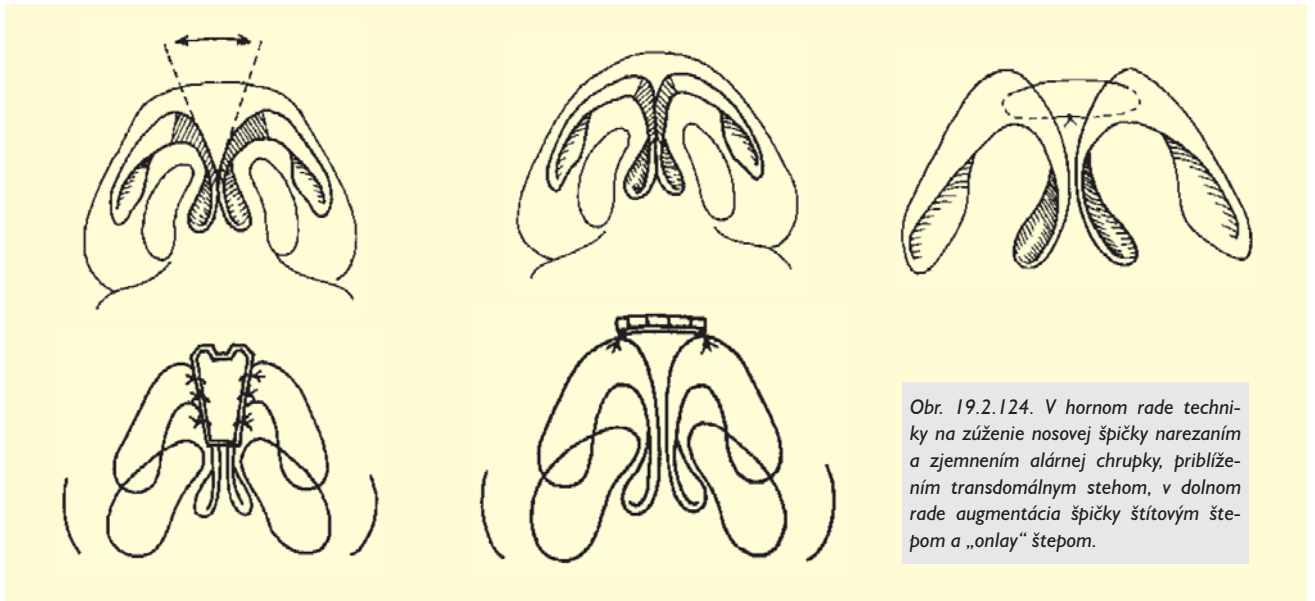 Obr. 19.2.124. V hornom rade techni-
ky na zúženie nosovej špičky narezaním
a zjemnením alárnej chrupky, priblíže-
ním transdomálnym stehom, v dolnom
rade augmentácia špičky štítovým šte-
pom a „onlay“ štepom.